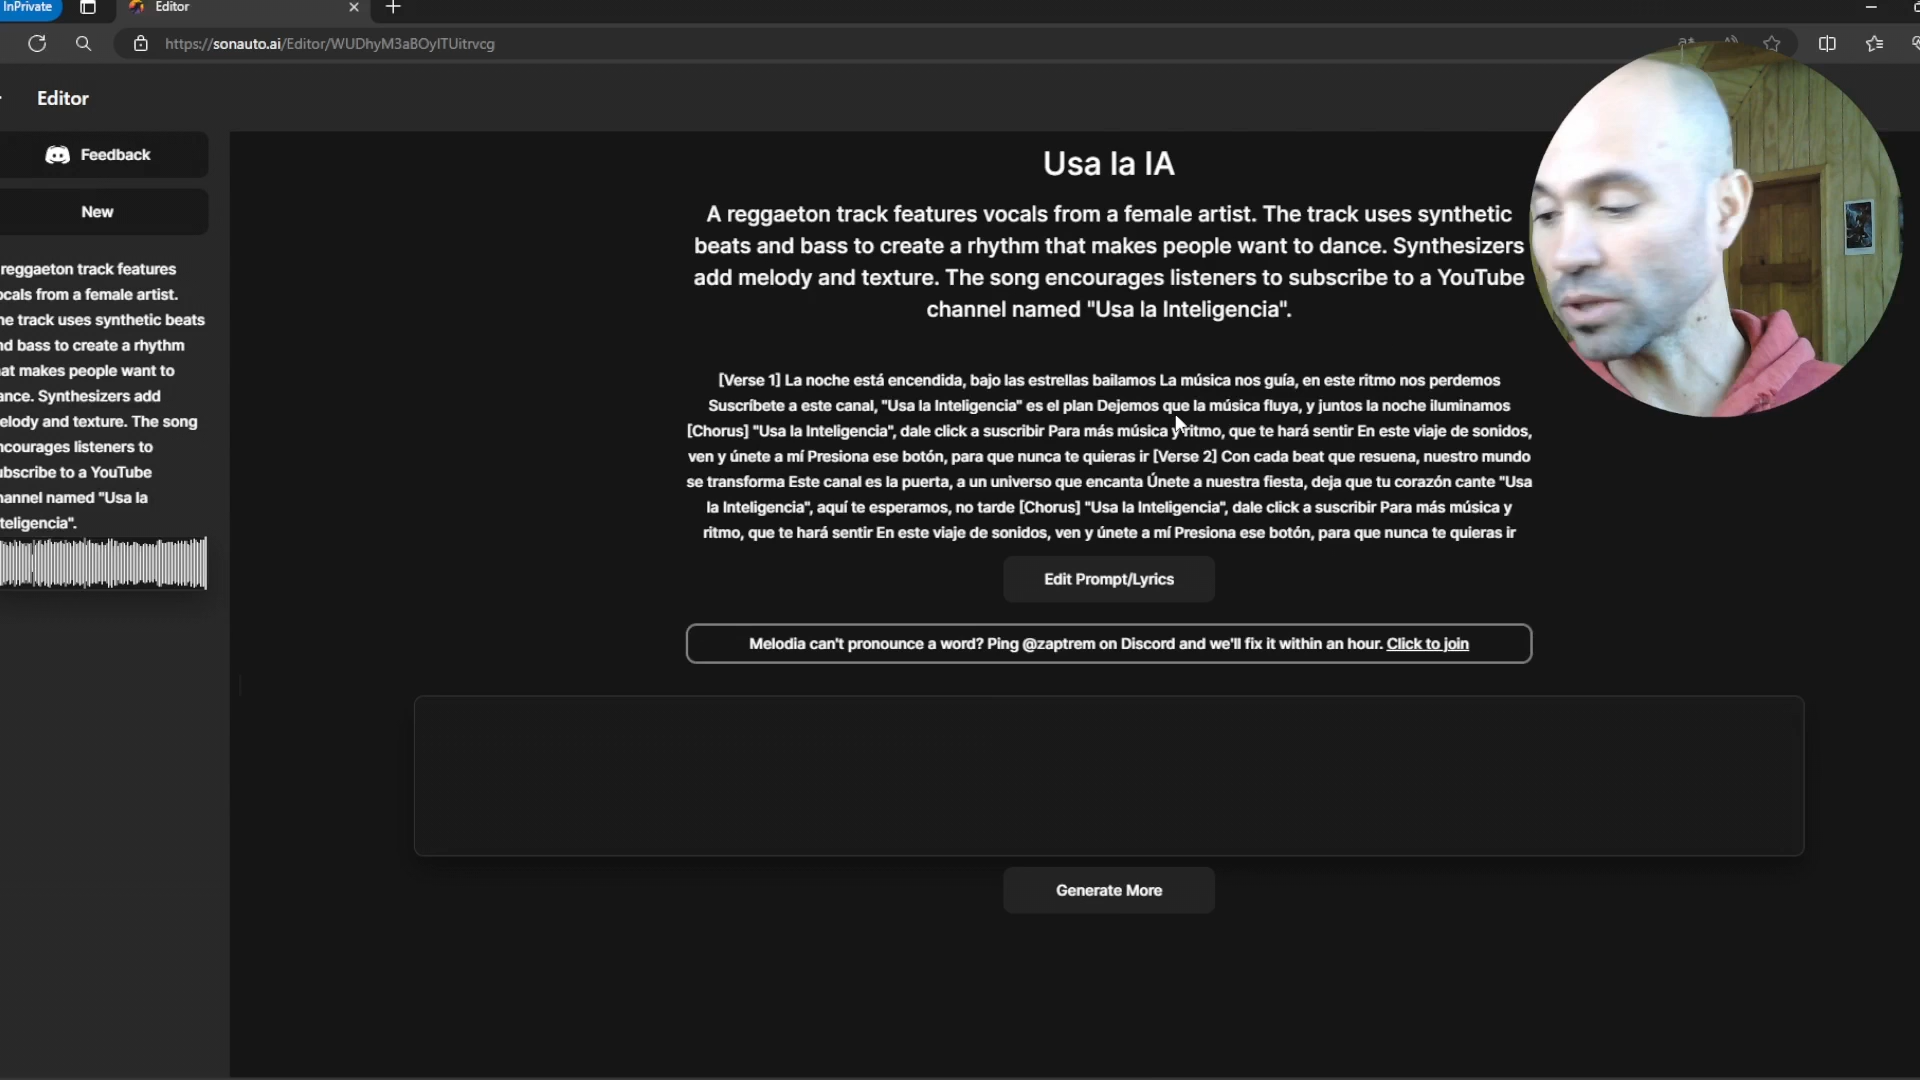 InPrivate
Editor
https://sonauto.ai/Editor/WUDhyM3aBOyITUitrvcg
Editor
Feedback
New
reggaeton track features
ocals from a female artist.
he track uses synthetic beats
nd bass to create a rhythm
at makes people want to
ance. Synthesizers add
elody and texture. The song
ncourages listeners to
ubscribe to a YouTube
hannel named "Usa la
teligencia".
Usa la IA
A reggaeton track features vocals from a female artist. The track uses synthetic
beats and bass to create a rhythm that makes people want to dance. Synthesizers
add melody and texture. The song encourages listeners to subscribe to a YouTube
channel named "Usa la Inteligencia".
[Verse 1] La noche está encendida, bajo las estrellas bailamos La música nos guía, en este ritmo nos perdemos
Suscríbete a este canal, "Usa la Inteligencia" es el plan Dejemos que la música fluya, y juntos la noche iluminamos
[Chorus] "Usa la Inteligencia", dale click a suscribir Para más música y ritmo, que te hará sentir En este viaje de sonidos,
ven y únete a mí Presiona ese botón, para que nunca te quieras ir [Verse 2] Con cada beat que resuena, nuestro mundo
se transforma Este canal es la puerta, a un universo que encanta Únete a nuestra fiesta, deja que tu corazón cante "Usa
la Inteligencia", aquí te esperamos, no tarde [Chorus] "Usa la Inteligencia", dale click a suscribir Para más música y
ritmo, que te hará sentir En este viaje de sonidos, ven y únete a mí Presiona ese botón, para que nunca te quieras ir
Edit Prompt/Lyrics
Melodia can't pronounce a word? Ping @zaptrem on Discord and we'll fix it within an hour. Click to join
Generate More